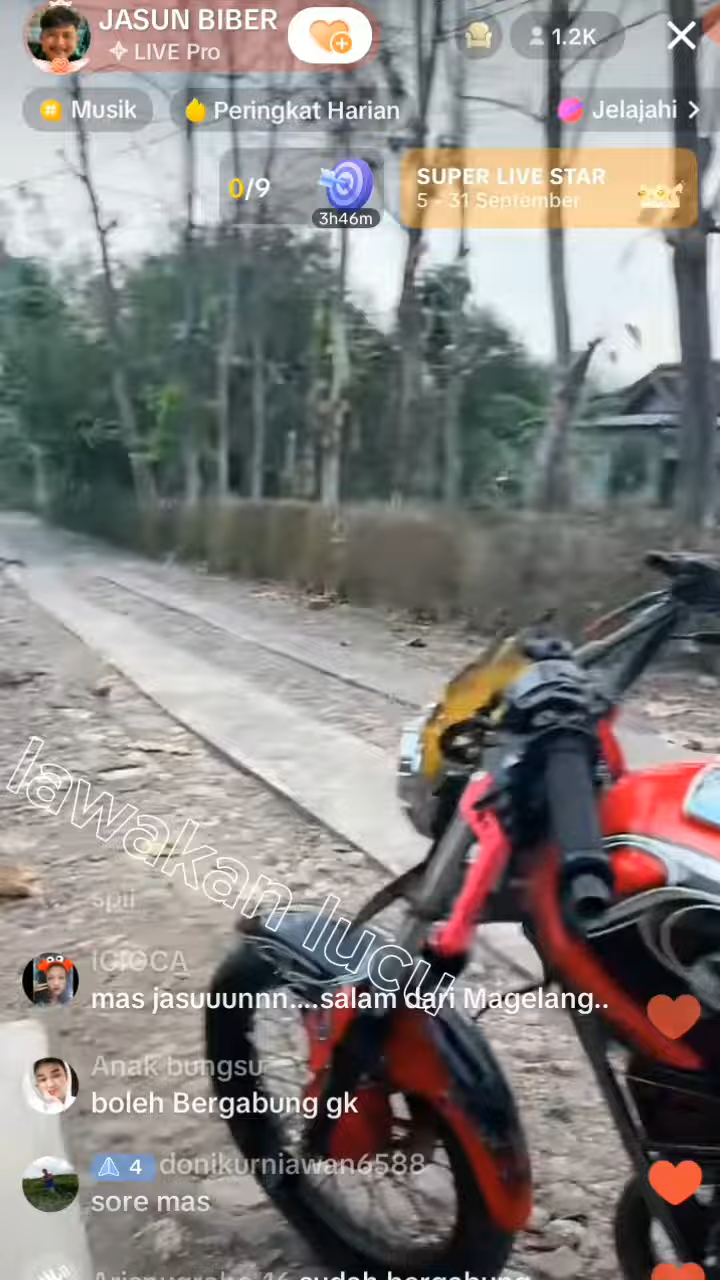 JASUN BIBER
LIVE Pro
1.2K
Musik
Peringkat Harian
Jelajahi
0/9
3h46m
SUPER LIVE STAR
5 - 31 September
lawakan lucu
spil
ICIOCA
mas jasuuunnn....salam dari Magelang..
Anak bungsu
boleh Bergabung gk
4 donikurniawan6588
sore mas
sudah bergabung